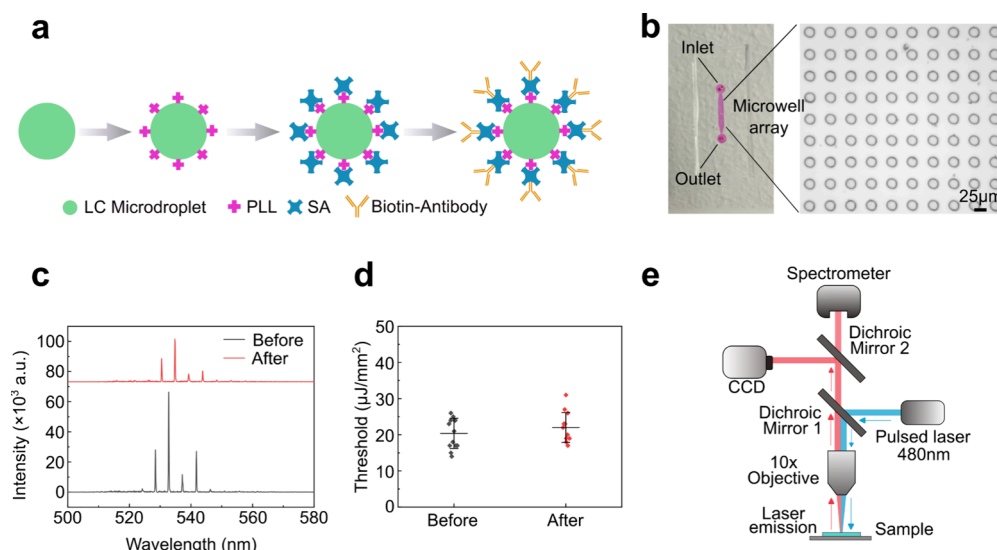 a
LC Microdroplet
PLL
SA
Biotin-Antibody
b
Inlet
Microwell
array
Outlet
25μm
c
Intensity (×10³ a.u.)
100
80
60
40
20
0
Before
After
500
520
540
560
580
Wavelength (nm)
d
Threshold (μJ/mm²)
50
40
30
20
10
0
Before
After
e
Spectrometer
Dichroic
Mirror 2
CCD
Dichroic
Mirror 1
Pulsed laser
480nm
10x
Objective
Laser
emission
Sample